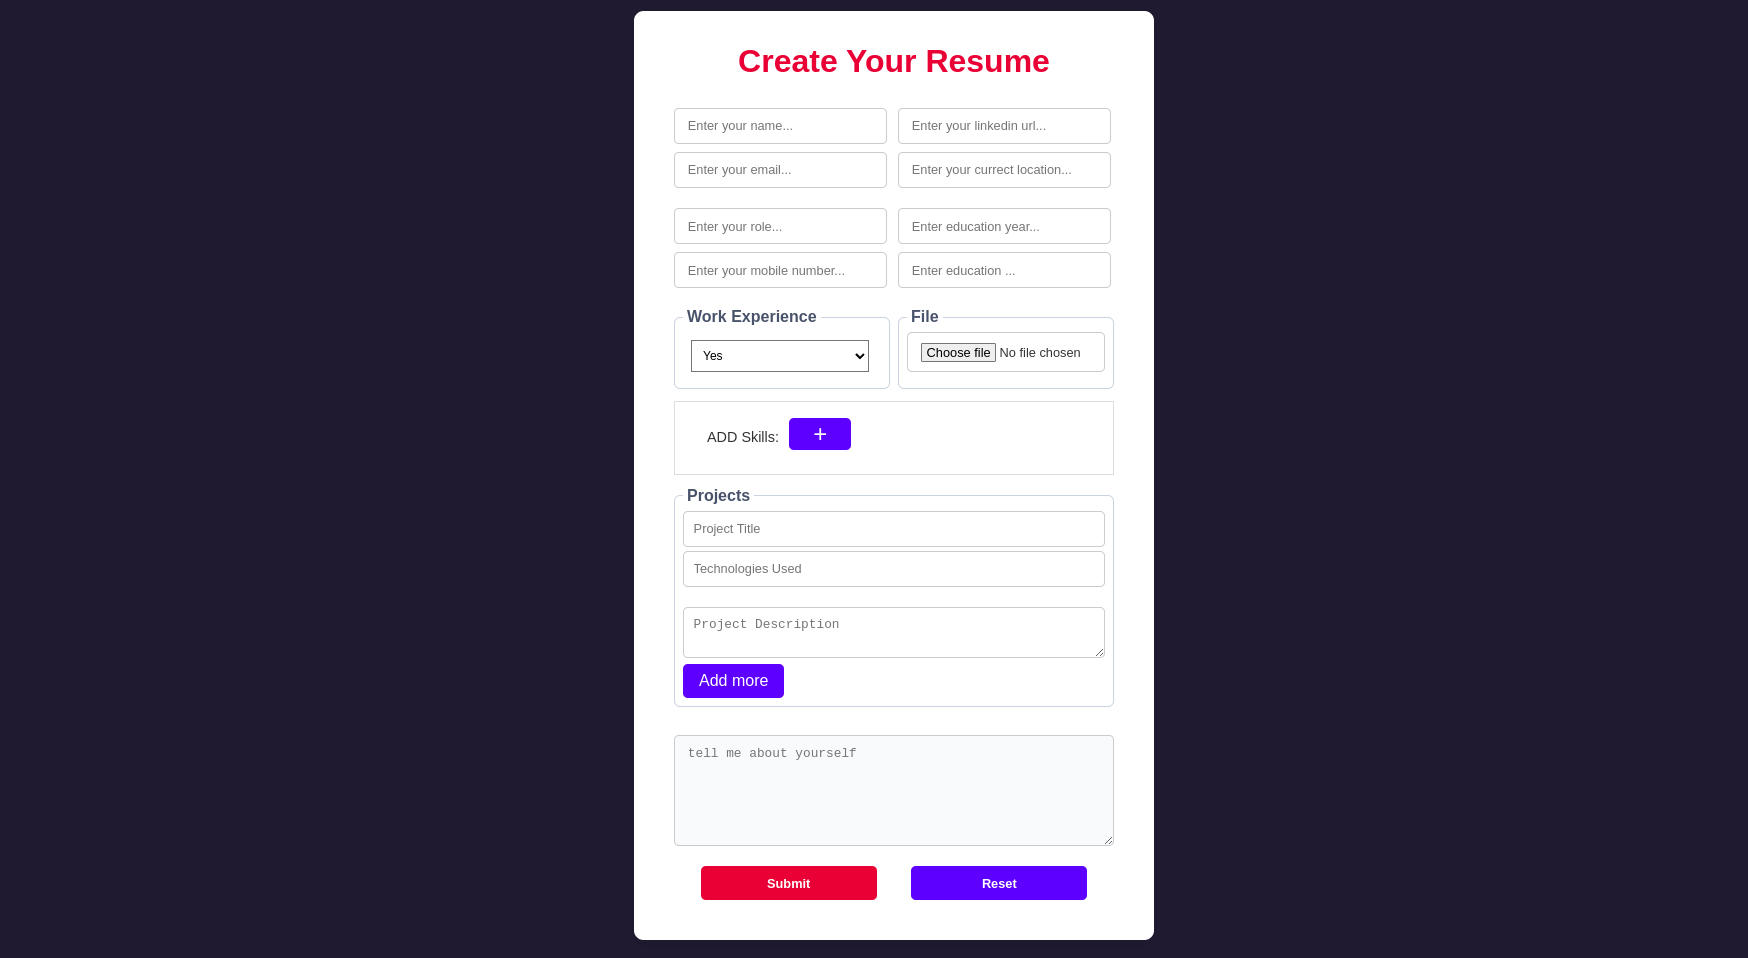 Create Your Resume
Enter your name... Enter your linkedin url...
Enter your email... Enter your currect location...
Enter your role... Enter education year...
Enter your mobile number... Enter education ...
Work Experience File
Yes Choose file No file chosen
ADD Skills: +
Projects
Project Title
Technologies Used
Project Description
Add more
tell me about yourself
Submit Reset